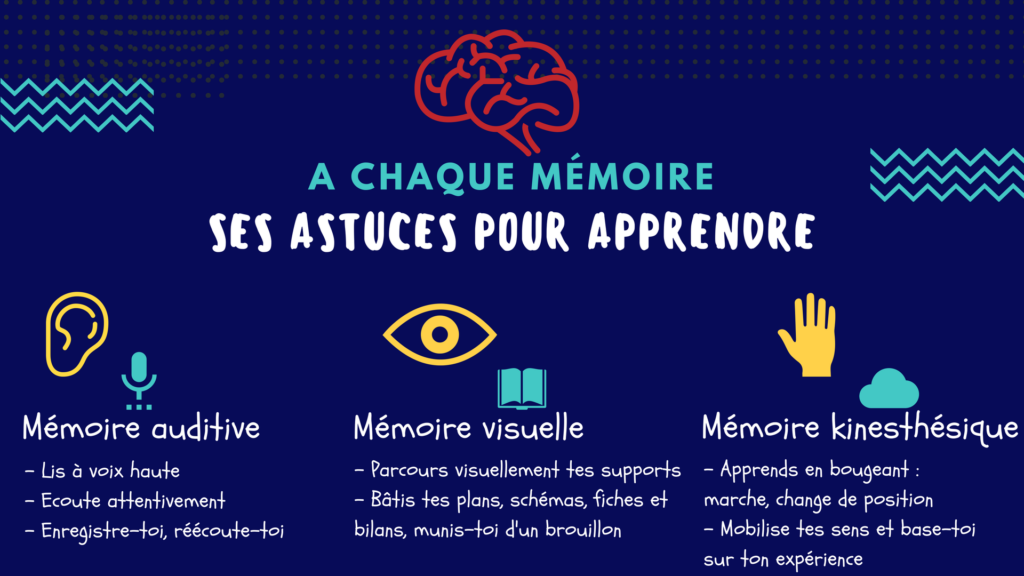 A CHAQUE MÉMOIRE
SES ASTUCES POUR APPRENDRE
Mémoire auditive
- Lis à voix haute
- Ecoute attentivement
- Enregistre-toi, réécoute-toi
Mémoire visuelle
- Parcours visuellement tes supports
- Bâtis tes plans, schémas, fiches et
bilans, munis-toi d'un brouillon
Mémoire kinesthésique
- Apprends en bougeant :
marche, change de position
- Mobilise tes sens et base-toi
sur ton expérience